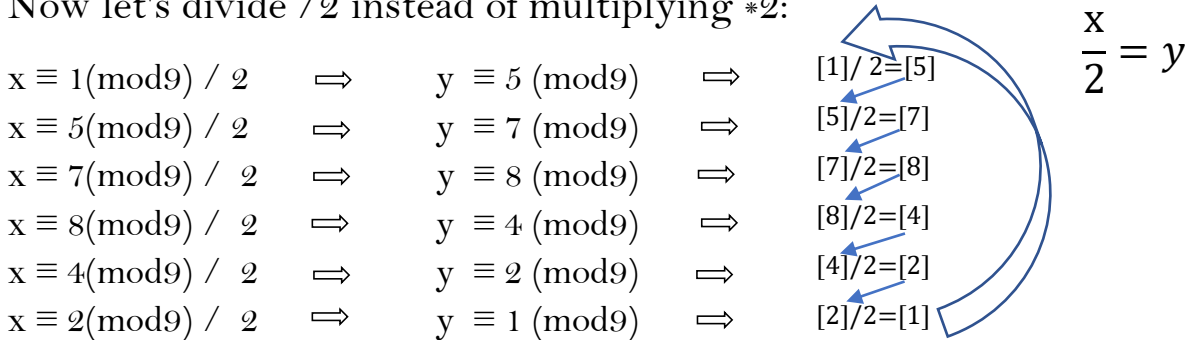 Now let's divide /2 instead of multiplying *2:
x ≡ 1(mod9) / 2 ⇨ y ≡ 5 (mod9) ⇨ [1]/ 2=[5]
x ≡ 5(mod9) / 2 ⇨ y ≡ 7 (mod9) ⇨ [5]/2=[7]
x ≡ 7(mod9) / 2 ⇨ y ≡ 8 (mod9) ⇨ [7]/2=[8]
x ≡ 8(mod9) / 2 ⇨ y ≡ 4 (mod9) ⇨ [8]/2=[4]
x ≡ 4(mod9) / 2 ⇨ y ≡ 2 (mod9) ⇨ [4]/2=[2]
x ≡ 2(mod9) / 2 ⇨ y ≡ 1 (mod9) ⇨ [2]/2=[1]
x/2 = y